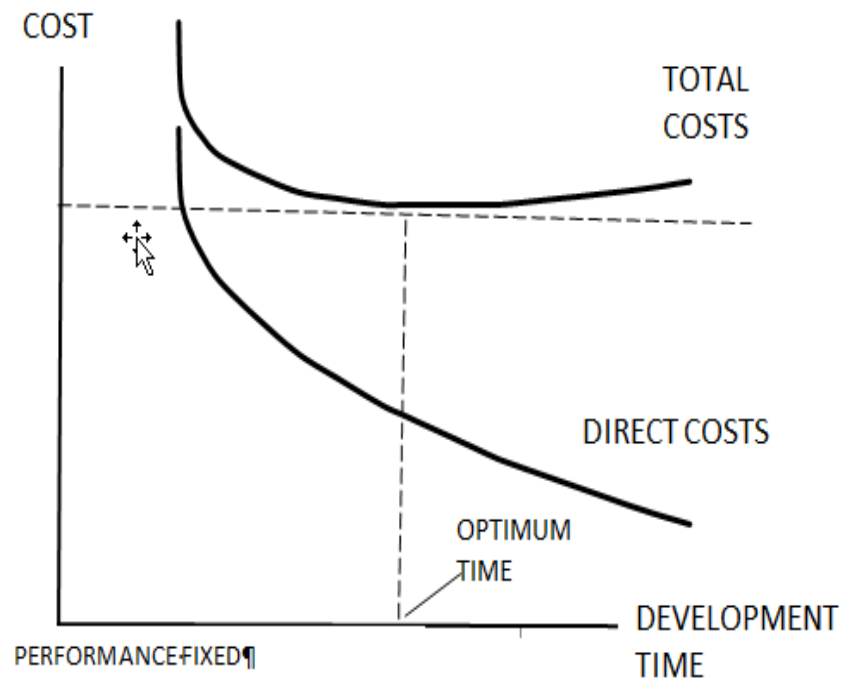 COST
TOTAL
COSTS
DIRECT COSTS
OPTIMUM
TIME
DEVELOPMENT
TIME
PERFORMANCE-FIXED¶